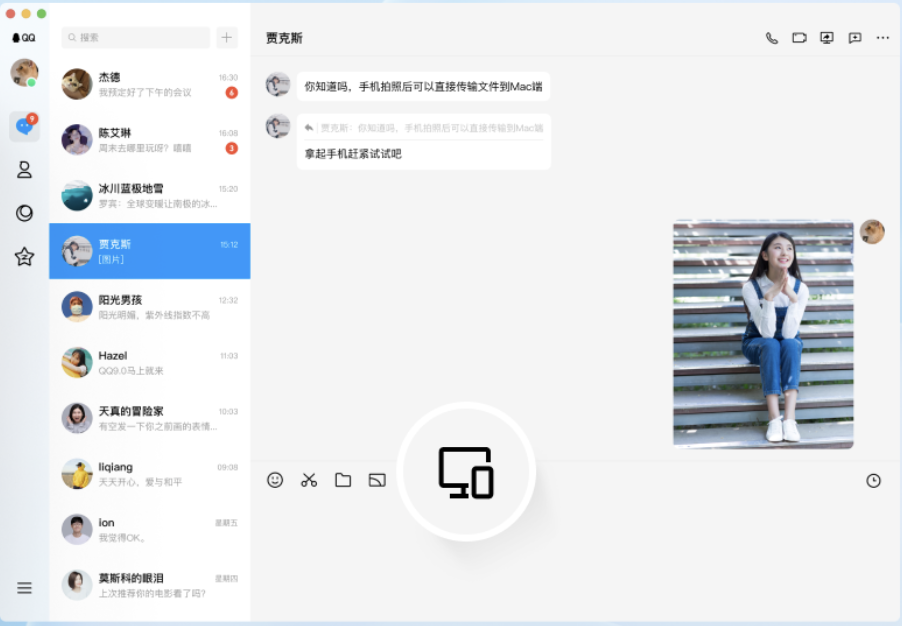 QQ
搜索
9
杰德
16:30
我预定好了下午的会议
4
陈艾琳
16:08
周末去哪里玩呀？嘻嘻
3
冰川蓝极地雪
15:20
罗宾：全球变暖让南极的冰...
贾克斯
15:12
[图片]
阳光男孩
12:32
阳光明媚，紫外线指数不高
Hazel
11:03
QQ9.0马上就来
天真的冒险家
10:03
有空发一下你之前画的表情...
liqiang
09:08
天天开心，爱与和平
ion
星期五
我觉得OK。
莫斯科的眼泪
星期四
上次推荐你的电影看了吗？
贾克斯
你知道吗，手机拍照后可以直接传输文件到Mac端
贾克斯：你知道吗，手机拍照后可以直接传输到Mac端
拿起手机赶紧试试吧